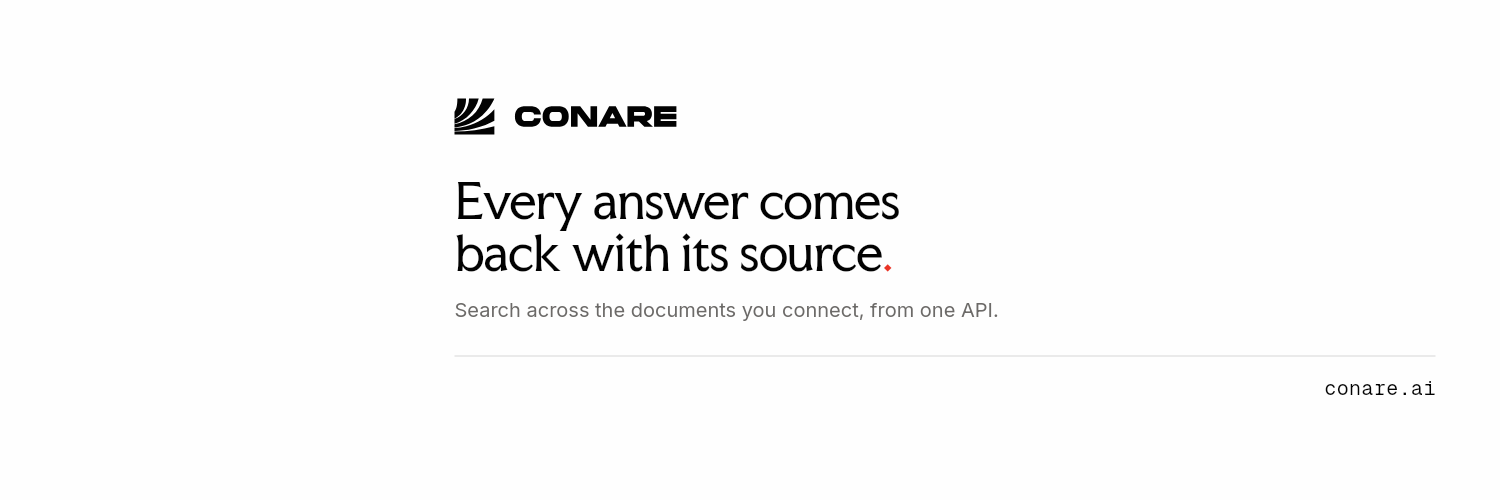 CONARE
Every answer comes
back with its source.
Search across the documents you connect, from one API.
conare.ai